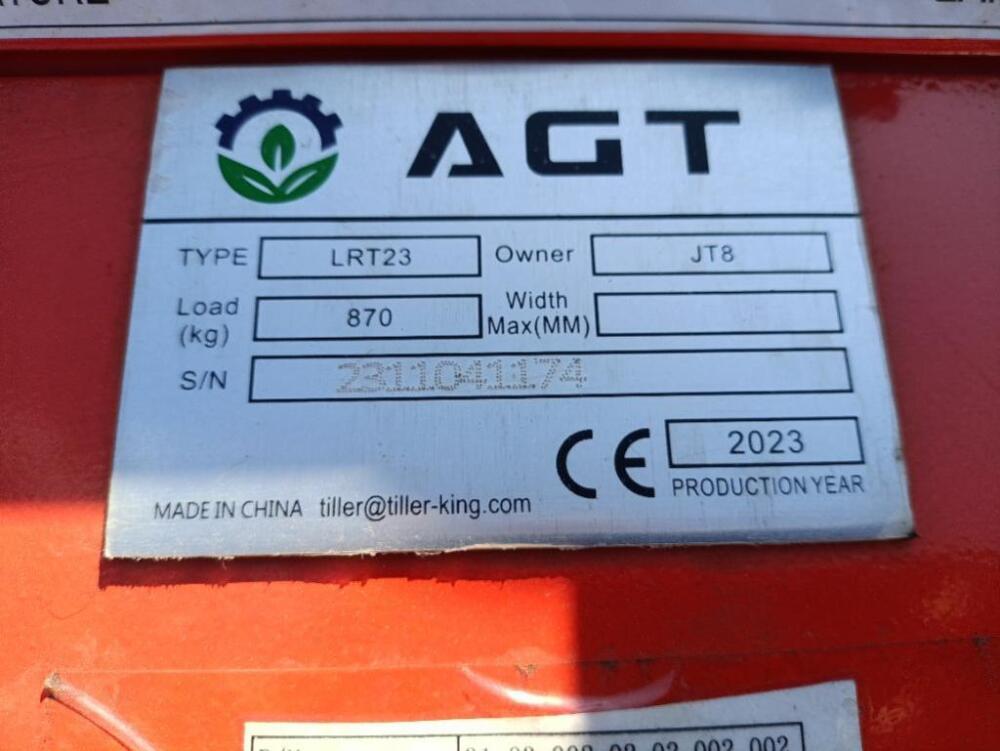 AGT
TYPE LRT23 Owner JT8
Load (kg) 870 Width Max(MM)
S/N 2311041174
CE 2023
PRODUCTION YEAR
MADE IN CHINA tiller@tiller-king.com